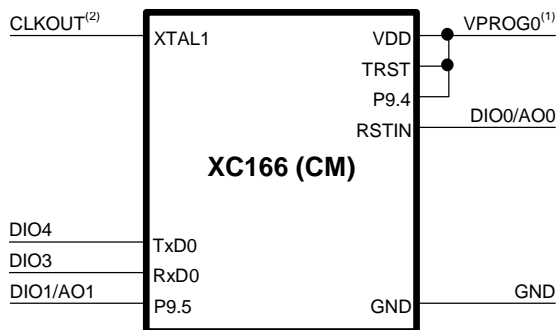 CLKOUT(2)
XTAL1
VDD
VPROG0(1)
TRST
P9.4
DIO0/AO0
RSTIN
XC166 (CM)
DIO4
TxD0
DIO3
RxD0
DIO1/AO1
P9.5
GND
GND